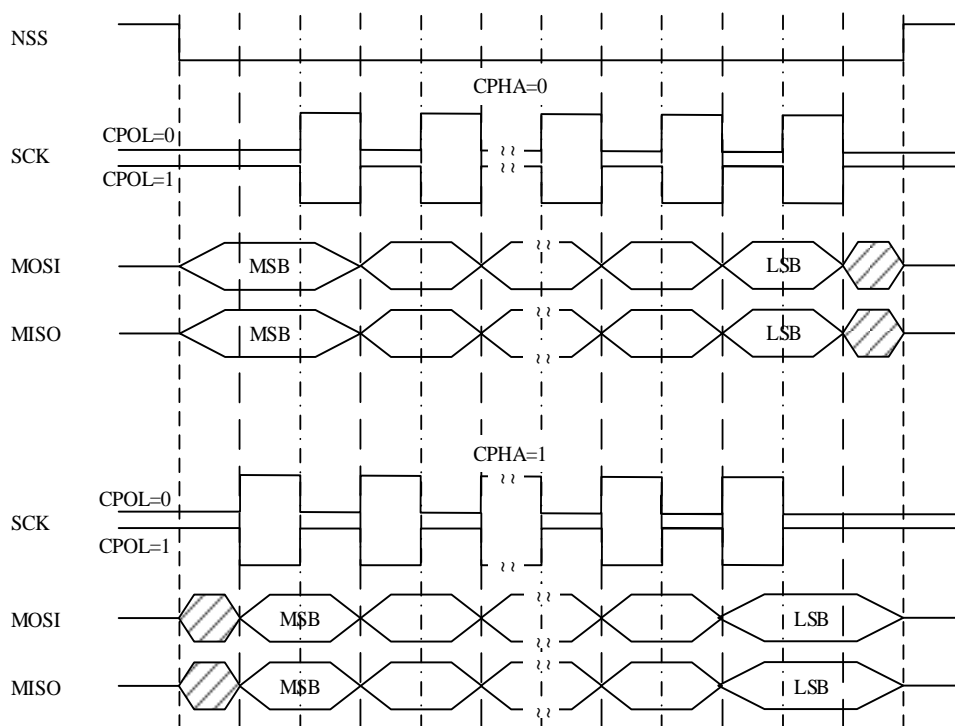 NSS
CPHA=0
CPOL=0
SCK
CPOL=1
MOSI MSB LSB
MISO MSB LSB
CPHA=1
CPOL=0
SCK
CPOL=1
MOSI MSB LSB
MISO MSB LSB